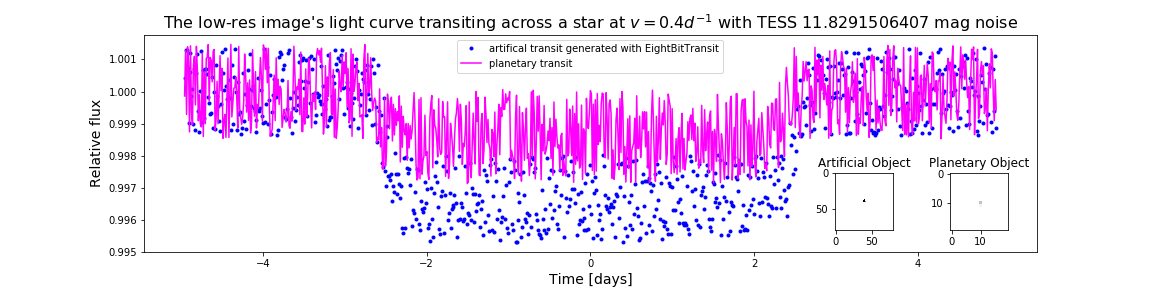 The low-res image's light curve transiting across a star at v = 0.4d⁻¹ with TESS 11.8291506407 mag noise
artifical transit generated with EightBitTransit
planetary transit
Relative flux
1.001
1.000
0.999
0.998
0.997
0.996
0.995
Artificial Object
Planetary Object
0
50
0
50
0
10
0
10
−4
−2
0
2
4
Time [days]